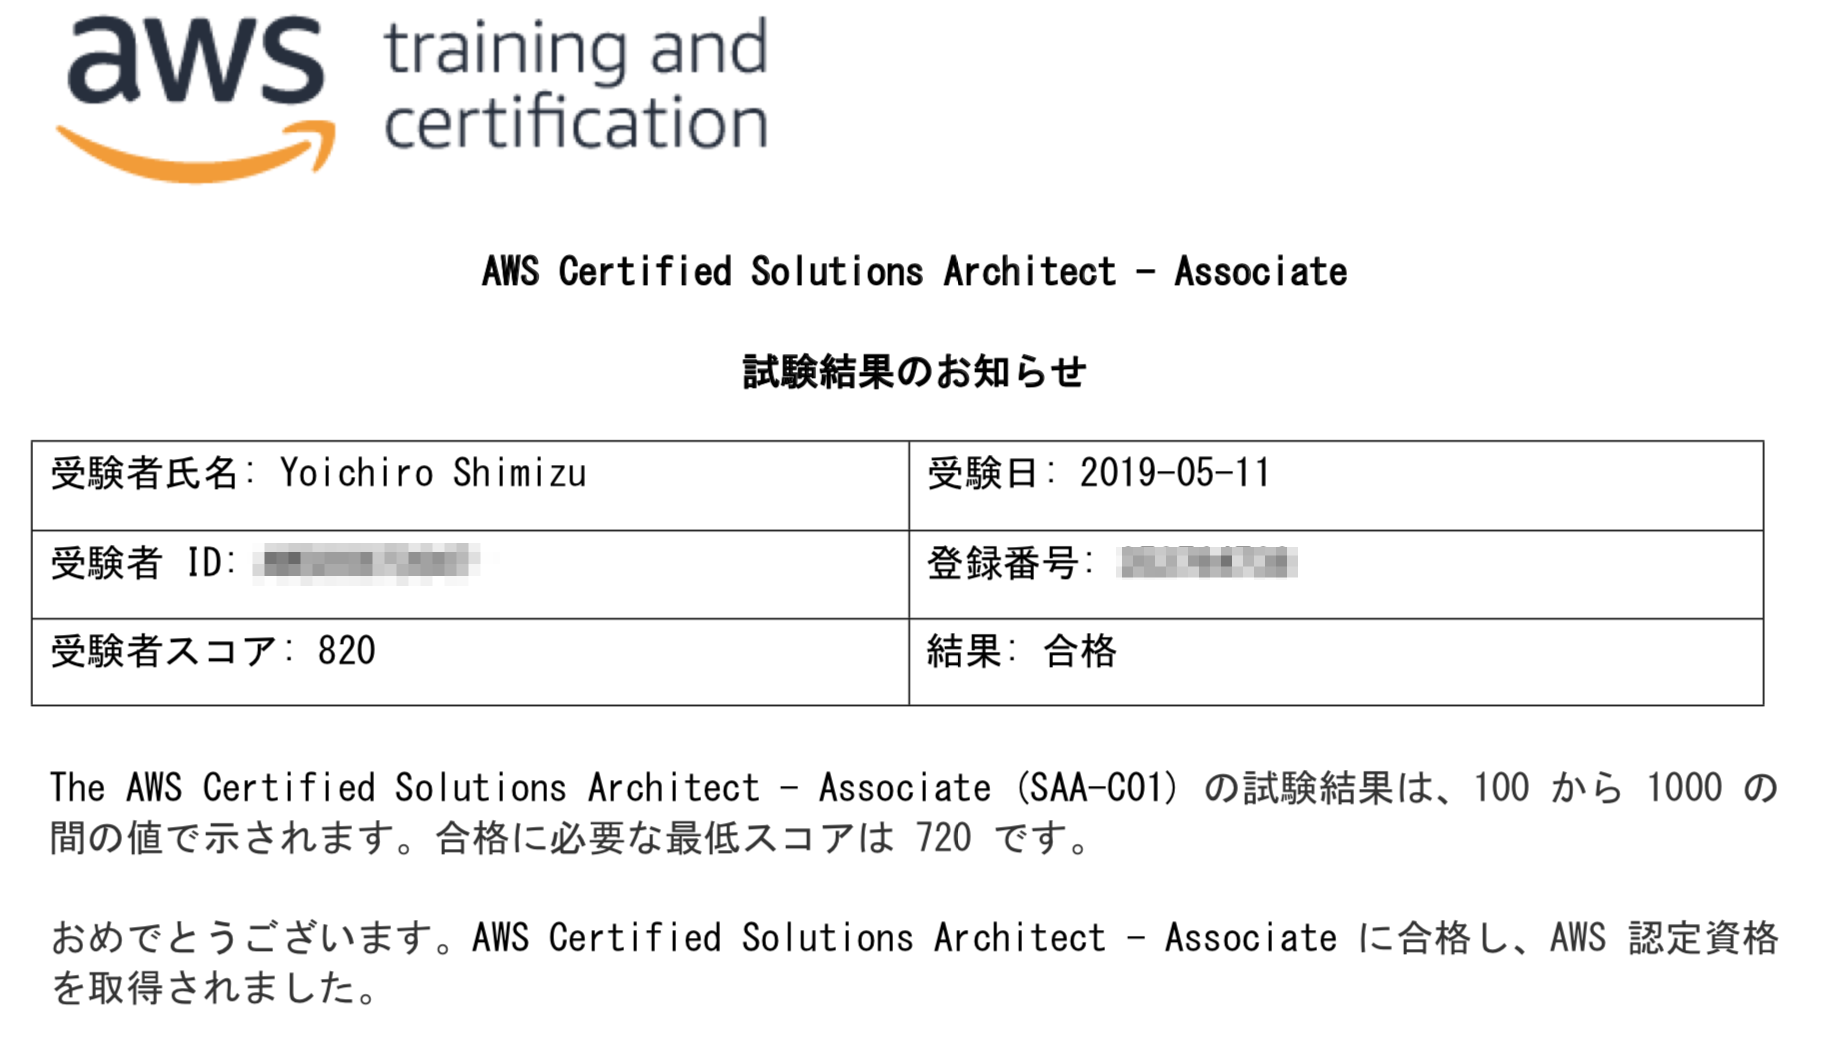 aws training and
certification
AWS Certified Solutions Architect – Associate
試験結果のお知らせ
受験者氏名: Yoichiro Shimizu
受験日: 2019-05-11
受験者 ID:
登録番号:
受験者スコア: 820
結果: 合格
The AWS Certified Solutions Architect – Associate (SAA-C01) の試験結果は、100 から 1000 の
間の値で示されます。合格に必要な最低スコアは 720 です。
おめでとうございます。AWS Certified Solutions Architect – Associate に合格し、AWS 認定資格
を取得されました。